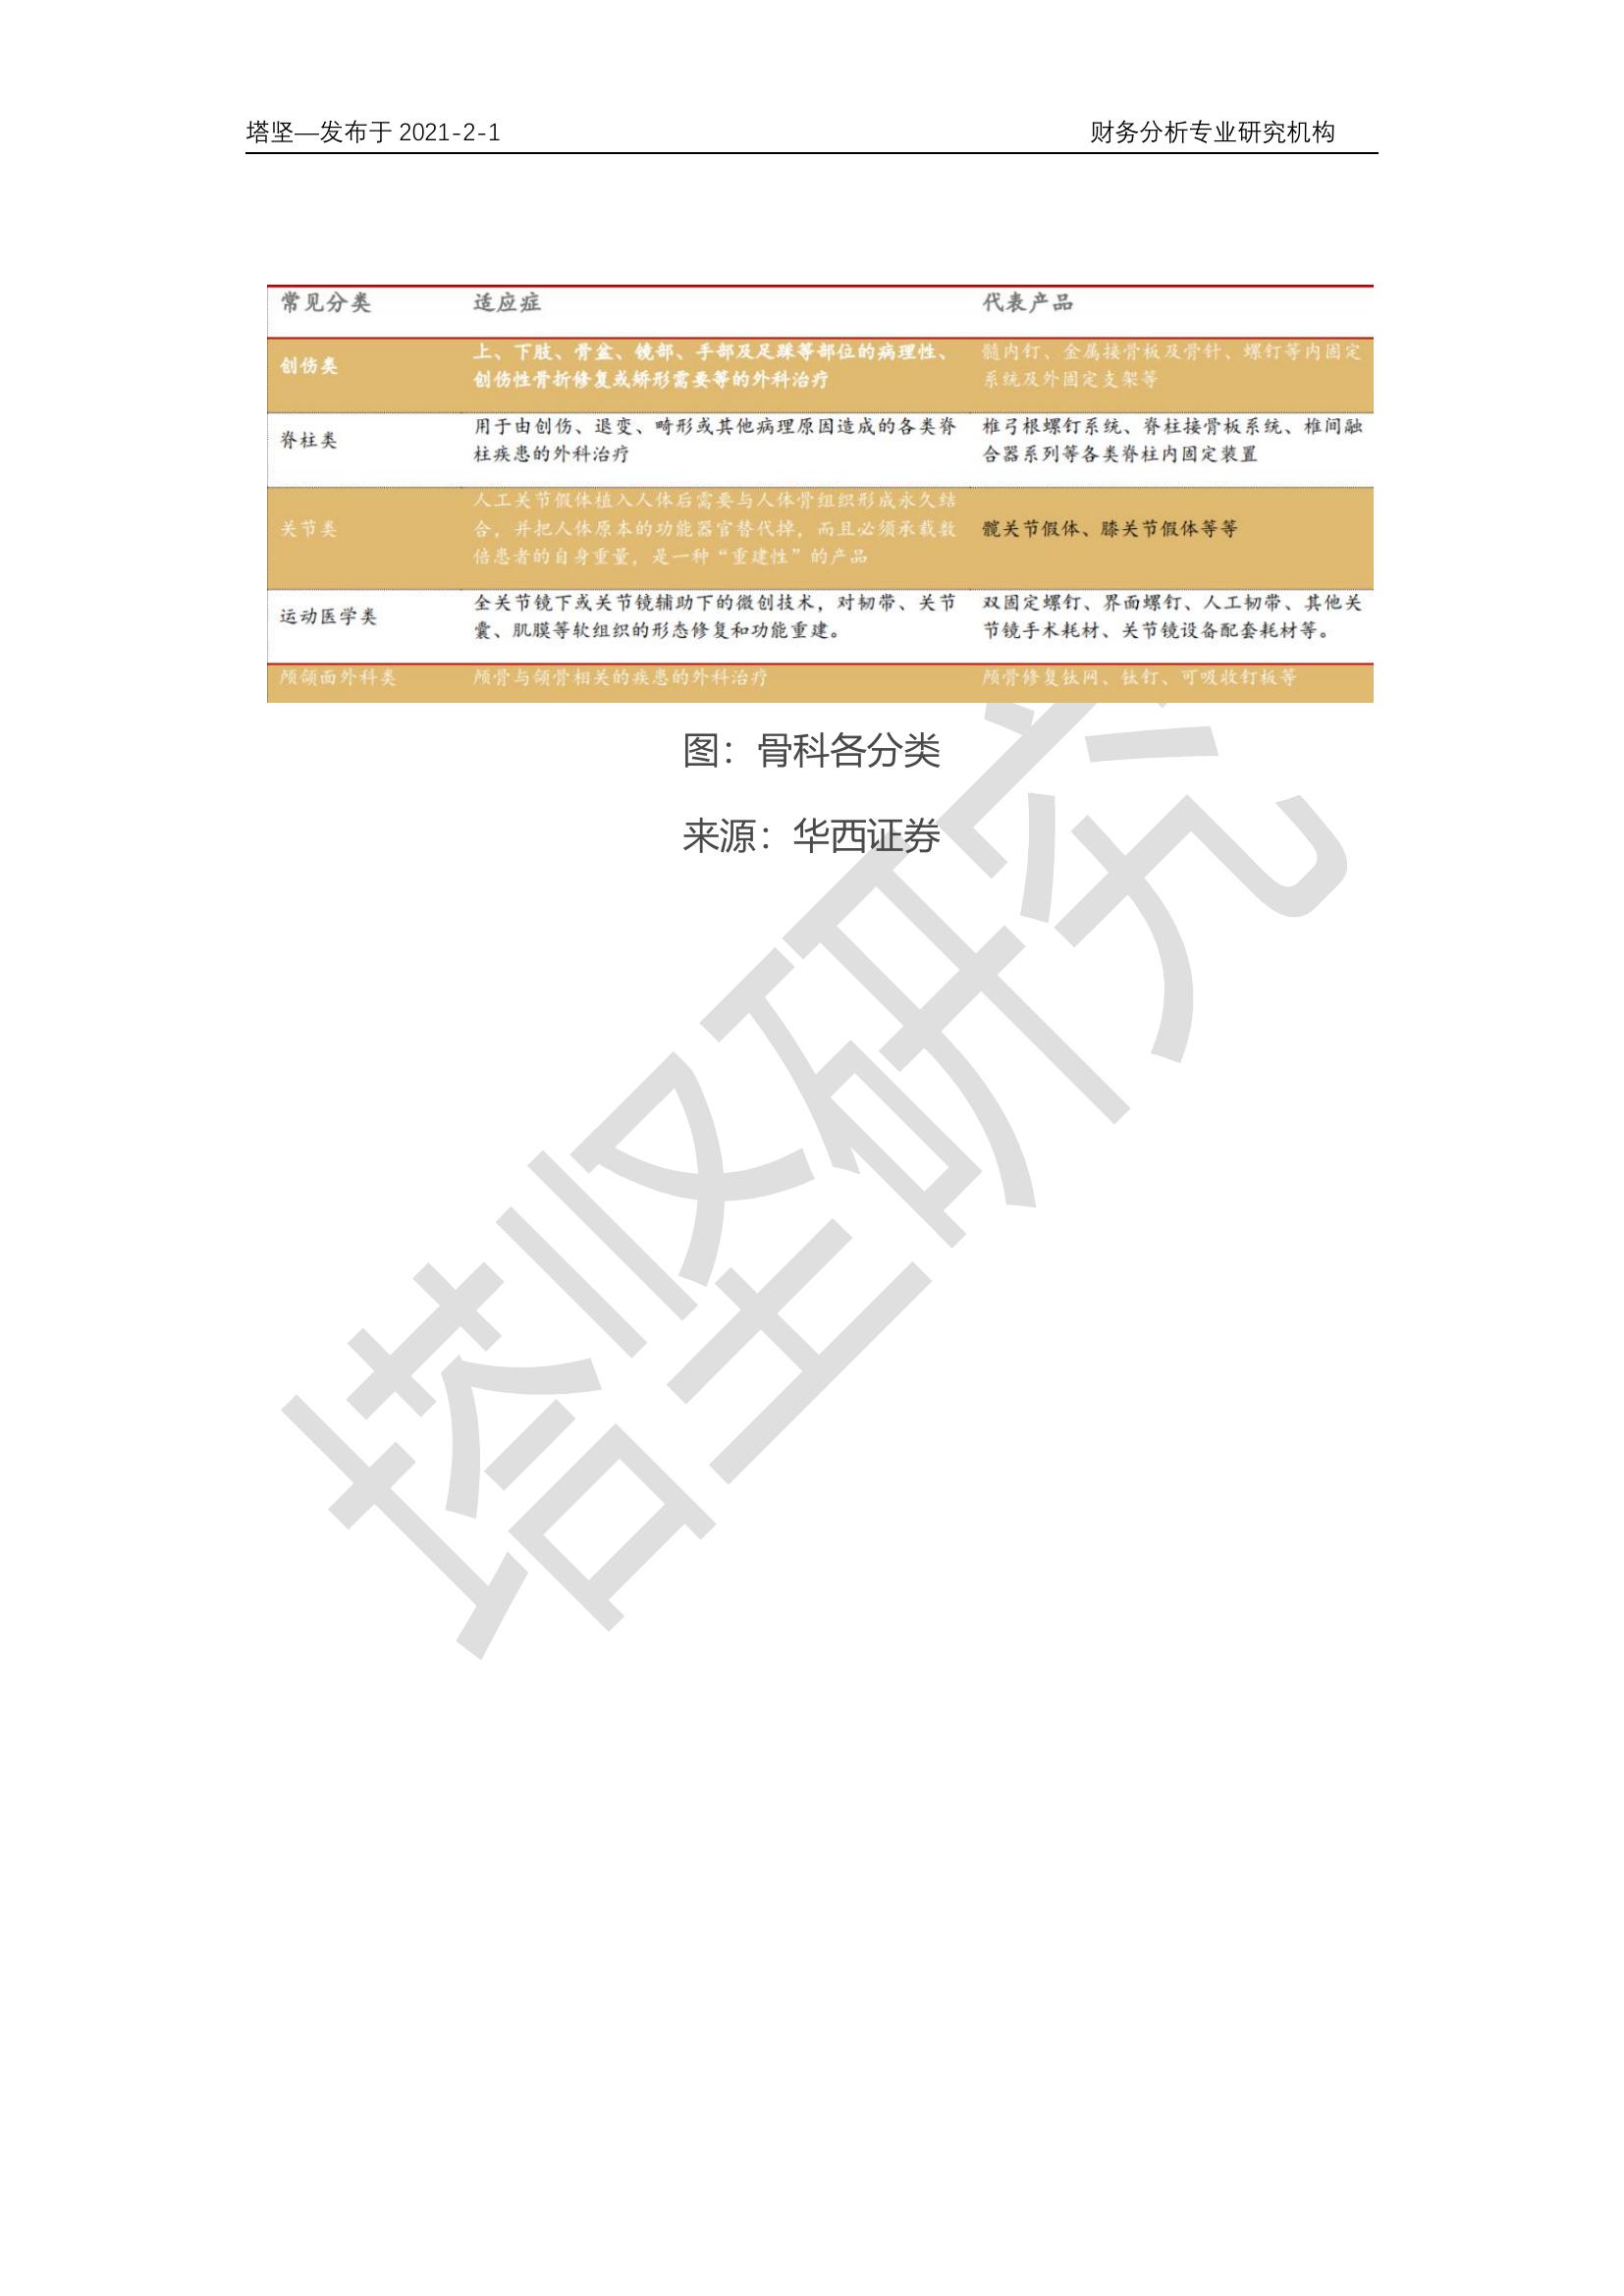 塔坚—发布于 2021-2-1 财务分析专业研究机构
常见分类 适应症 代表产品
创伤类
上、下肢、骨盆、镜部、手部及足踝等部位的病理性、
创伤性骨折修复或矫形需要等的外科治疗
髓内钉、金属接骨板及骨针、螺钉等内固定
系统及外固定支架等
脊柱类
用于由创伤、退变、畸形或其他病理原因造成的各类脊
柱疾患的外科治疗
椎弓根螺钉系统、脊柱接骨板系统、椎间融
合器系列等各类脊柱内固定装置
关节类
人工关节假体植入人体后需要与人体骨组织形成永久结
合，并把人体原本的功能器官替代掉，而且必须承载数
倍患者的自身重量，是一种“重建性”的产品
髋关节假体、膝关节假体等等
运动医学类
全关节镜下或关节镜辅助下的微创技术，对韧带、关节
囊、肌膜等软组织的形态修复和功能重建。
双固定螺钉、界面螺钉、人工韧带、其他关
节镜手术耗材、关节镜设备配套耗材等。
颅颌面外科类 颅骨与颌骨相关的疾患的外科治疗 颅骨修复钛网、钛钉、可吸收钉板等
图：骨科各分类
来源：华西证券
塔坚研究